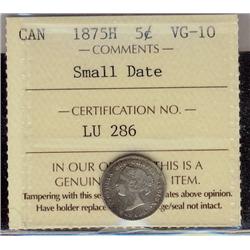 CAN 1875H 5¢ VG-10
— COMMENTS —
Small Date
— CERTIFICATION NO. —
LU 286
IN OUR THIS IS A
GENUIN ITEM.
Tampering with this se ates above opinion.
Have holder replac ge/seal not intact.